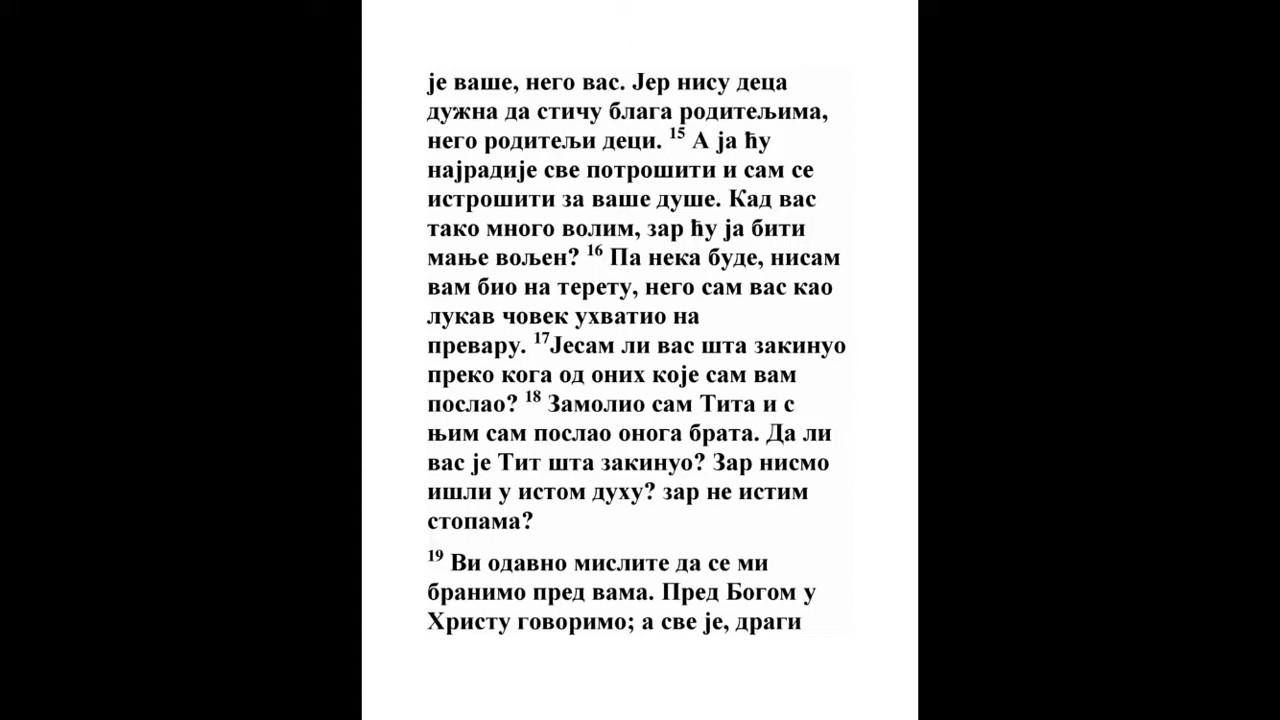 је ваше, него вас. Јер нису деца
дужна да стичу блага родитељима,
него родитељи деци. 15 А ја ћу
најрадије све потрошити и сам се
истрошити за ваше душе. Кад вас
тако много волим, зар ћу ја бити
мање вољен? 16 Па нека буде, нисам
вам био на терету, него сам вас као
лукав човек ухватио на
превару. 17Јесам ли вас шта закинуо
преко кога од оних које сам вам
послао? 18 Замолио сам Тита и с
њим сам послао онога брата. Да ли
вас је Тит шта закинуо? Зар нисмо
ишли у истом духу? зар не истим
стопама?
19 Ви одавно мислите да се ми
бранимо пред вама. Пред Богом у
Христу говоримо; а све је, драги